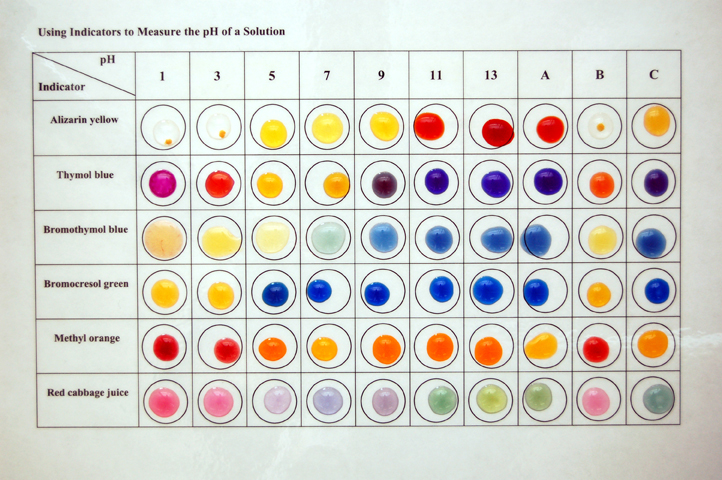 Using Indicators to Measure the pH of a Solution
pH
Indicator
1 3 5 7 9 11 13 A B C
Alizarin yellow
Thymol blue
Bromothymol blue
Bromocresol green
Methyl orange
Red cabbage juice